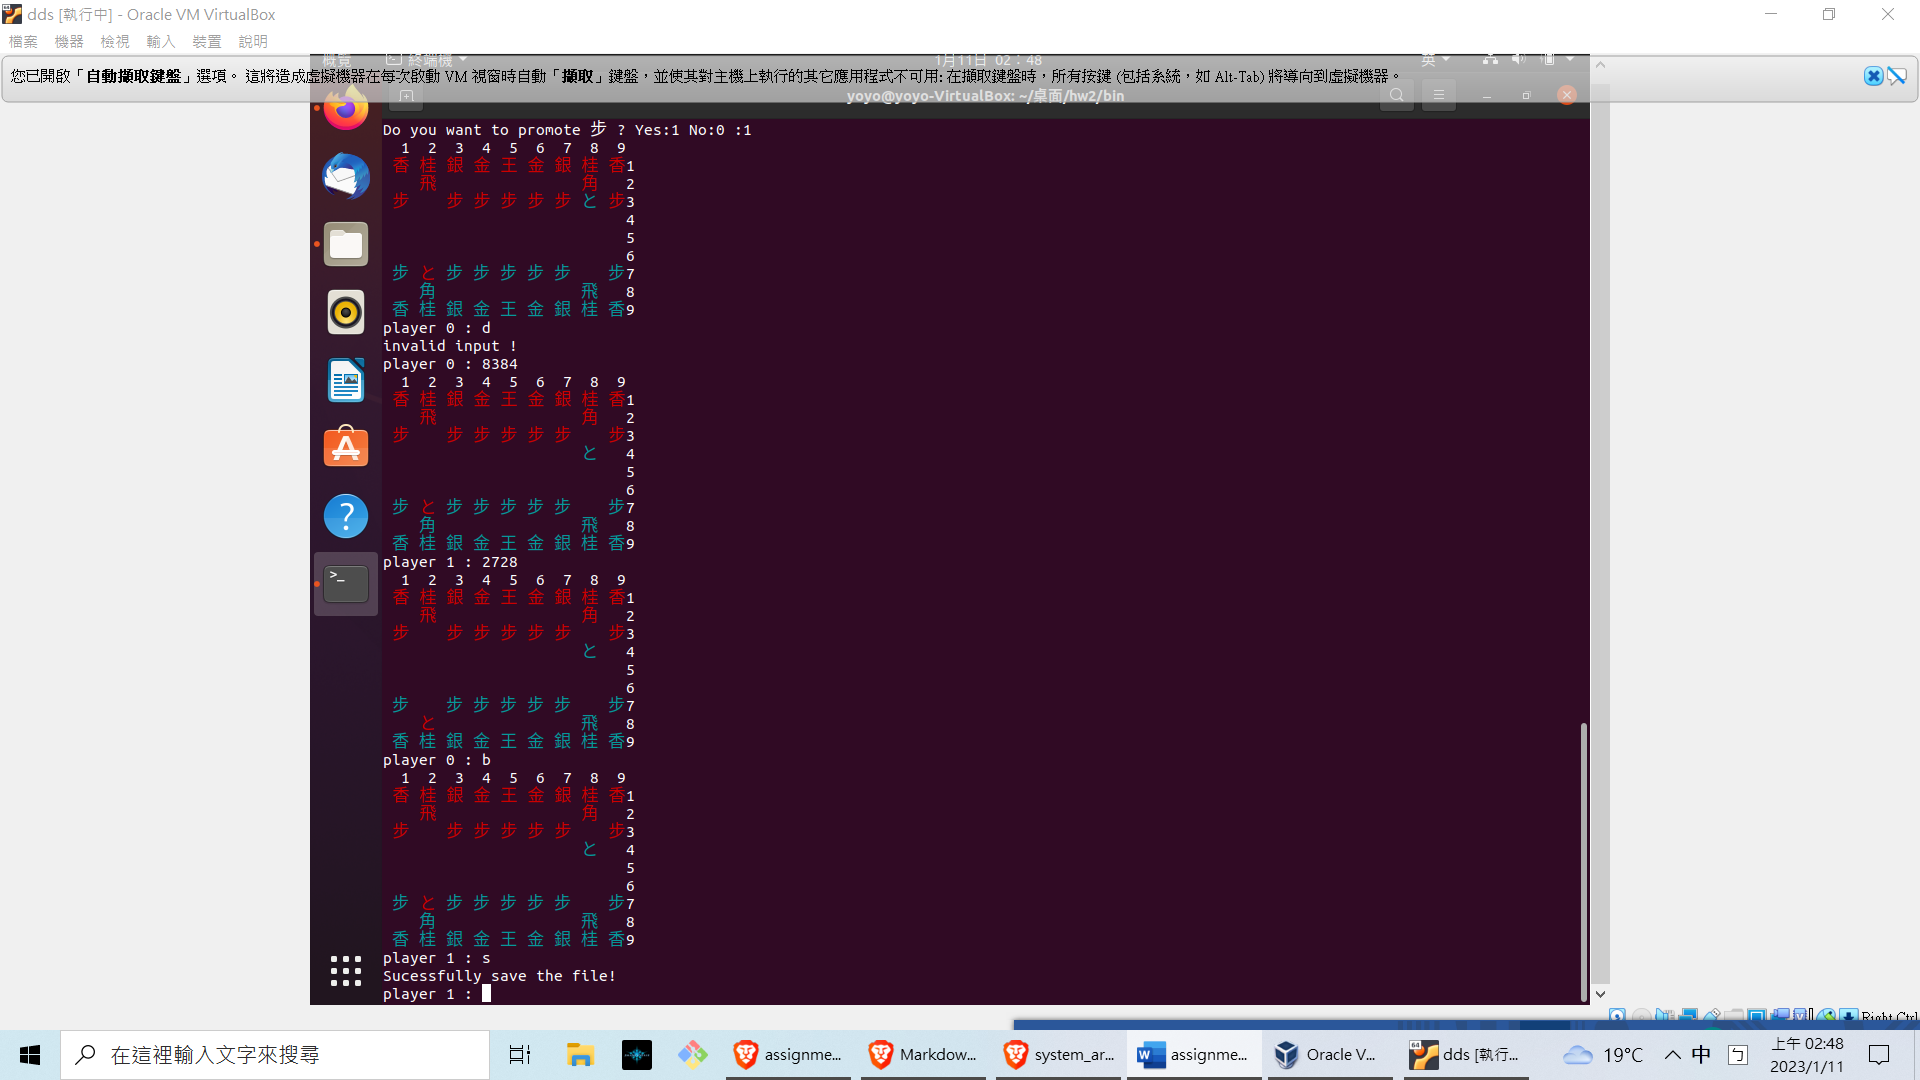 dds [執行中] - Oracle VM VirtualBox
檔案 機器 檢視 輸入 裝置 說明
概覽 終端機 1月11日 02：48 英
您已開啟「自動擷取鍵盤」選項。這將造成虛擬機器在每次啟動 VM 視窗時自動「擷取」鍵盤，並使其對主機上執行的其它應用程式不可用: 在擷取鍵盤時，所有按鍵 (包括系統，如 Alt-Tab) 將導向到虛擬機器。
yoyo@yoyo-VirtualBox: ~/桌面/hw2/bin
Do you want to promote 步 ? Yes:1 No:0 :1
1 2 3 4 5 6 7 8 9
香 桂 銀 金 王 金 銀 桂 香1
飛 角 2
步 步 步 步 步 步 と 步3
4
5
6
步 と 步 步 步 步 步 步7
角 飛 8
香 桂 銀 金 王 金 銀 桂 香9
player 0 : d
invalid input !
player 0 : 8384
1 2 3 4 5 6 7 8 9
香 桂 銀 金 王 金 銀 桂 香1
飛 角 2
步 步 步 步 步 步 步3
と 4
5
6
步 と 步 步 步 步 步 步7
角 飛 8
香 桂 銀 金 王 金 銀 桂 香9
player 1 : 2728
1 2 3 4 5 6 7 8 9
香 桂 銀 金 王 金 銀 桂 香1
飛 角 2
步 步 步 步 步 步 步3
と 4
5
6
步 步 步 步 步 步 步7
と 飛 8
香 桂 銀 金 王 金 銀 桂 香9
player 0 : b
1 2 3 4 5 6 7 8 9
香 桂 銀 金 王 金 銀 桂 香1
飛 角 2
步 步 步 步 步 步 步3
と 4
5
6
步 と 步 步 步 步 步 步7
角 飛 8
香 桂 銀 金 王 金 銀 桂 香9
player 1 : s
Sucessfully save the file!
player 1 :
Right Ctrl
在這裡輸入文字來搜尋
assignme...
Markdow...
system_ar...
assignme...
Oracle V...
dds [執行...
19°C
中
ㄅ
上午 02:48
2023/1/11